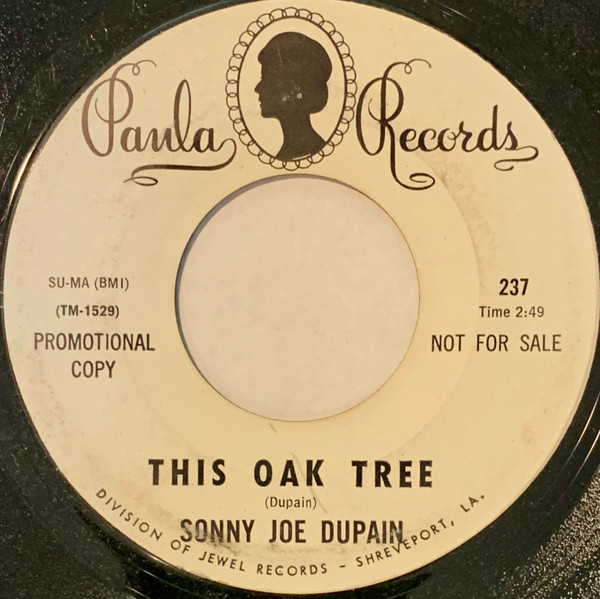 Paula Records
SU-MA (BMI)
(TM-1529)
PROMOTIONAL
COPY
237
Time 2:49
NOT FOR SALE
THIS OAK TREE
(Dupain)
SONNY JOE DUPAIN
DIVISION OF JEWEL RECORDS – SHREVEPORT, LA.